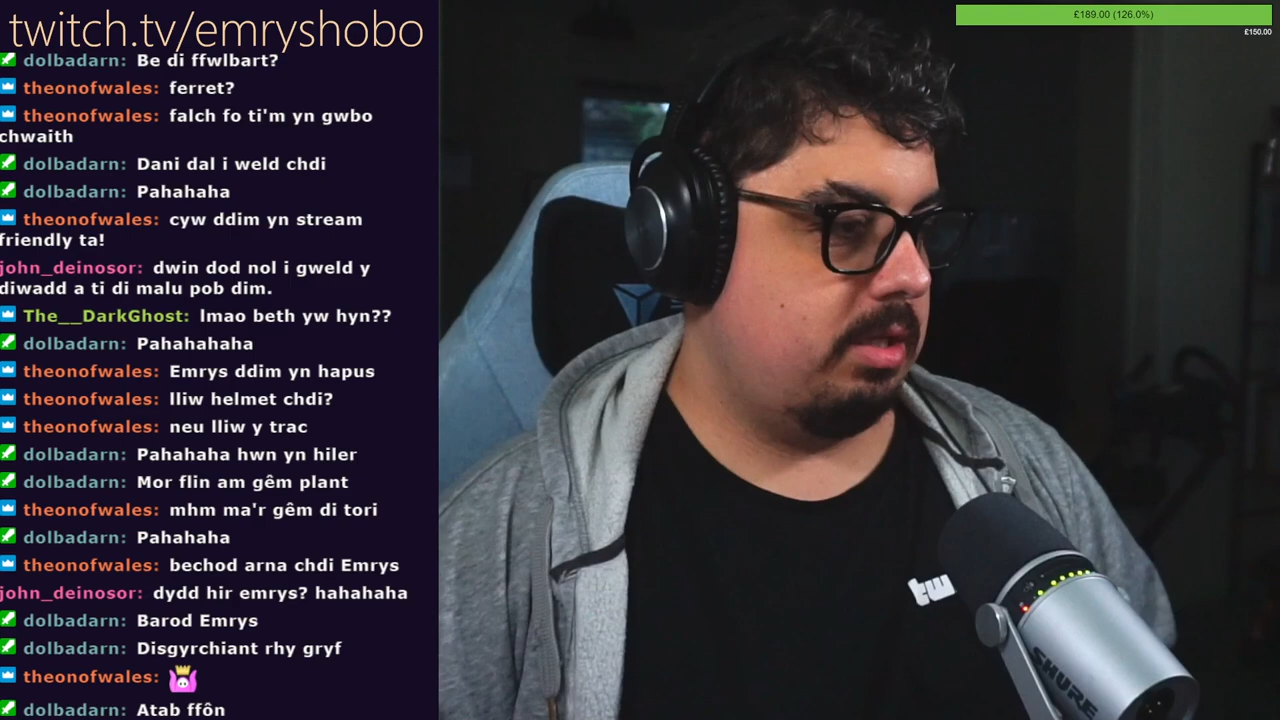 twitch.tv/emryshobo
dolbadarn: Be di ffwlbart?
theonofwales: ferret?
theonofwales: falch fo ti'm yn gwbo
chwaith
dolbadarn: Dani dal i weld chdi
dolbadarn: Pahahaha
theonofwales: cyw ddim yn stream
friendly ta!
john_deinosor: dwin dod nol i gweld y
diwadd a ti di malu pob dim.
The__DarkGhost: lmao beth yw hyn??
dolbadarn: Pahahahaha
theonofwales: Emrys ddim yn hapus
theonofwales: lliw helmet chdi?
theonofwales: neu lliw y trac
dolbadarn: Pahahaha hwn yn hiler
dolbadarn: Mor flin am gêm plant
theonofwales: mhm ma'r gêm di tori
dolbadarn: Pahahaha
theonofwales: bechod arna chdi Emrys
john_deinosor: dydd hir emrys? hahahaha
dolbadarn: Barod Emrys
dolbadarn: Disgyrchiant rhy gryf
theonofwales:
dolbadarn: Atab ffôn
£189.00 (126.0%)
£150.00
tw
SHURE